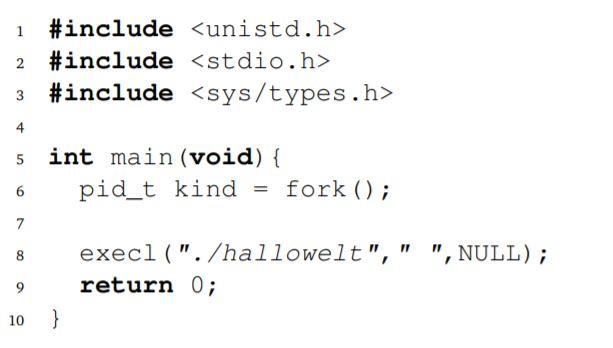 1 #include <unistd.h>
2 #include <stdio.h>
3 #include <sys/types.h>
4
5 int main(void){
6   pid_t kind = fork();
7
8   execl("./hallowelt"," ",NULL);
9   return 0;
10 }